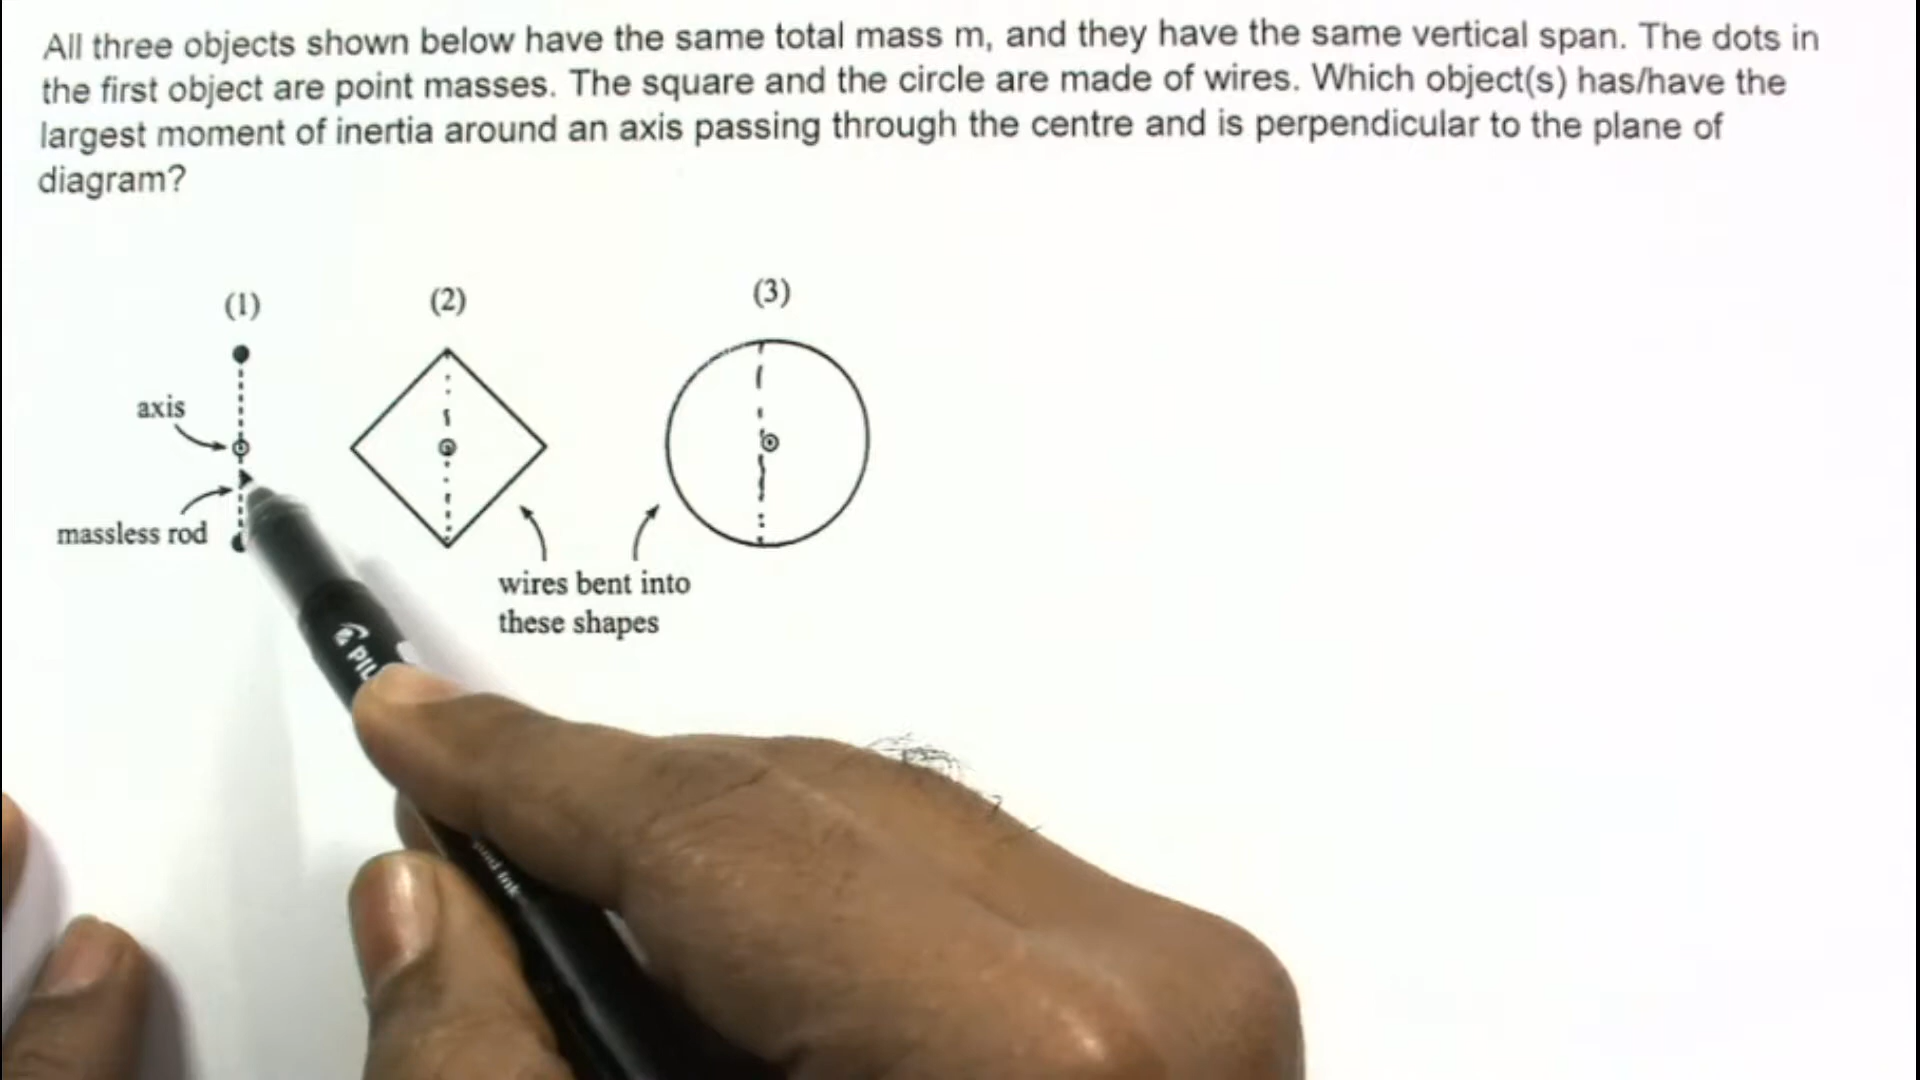 All three objects shown below have the same total mass m, and they have the same vertical span. The dots in
the first object are point masses. The square and the circle are made of wires. Which object(s) has/have the
largest moment of inertia around an axis passing through the centre and is perpendicular to the plane of
diagram?
(1)
(2)
(3)
axis
massless rod
wires bent into
these shapes